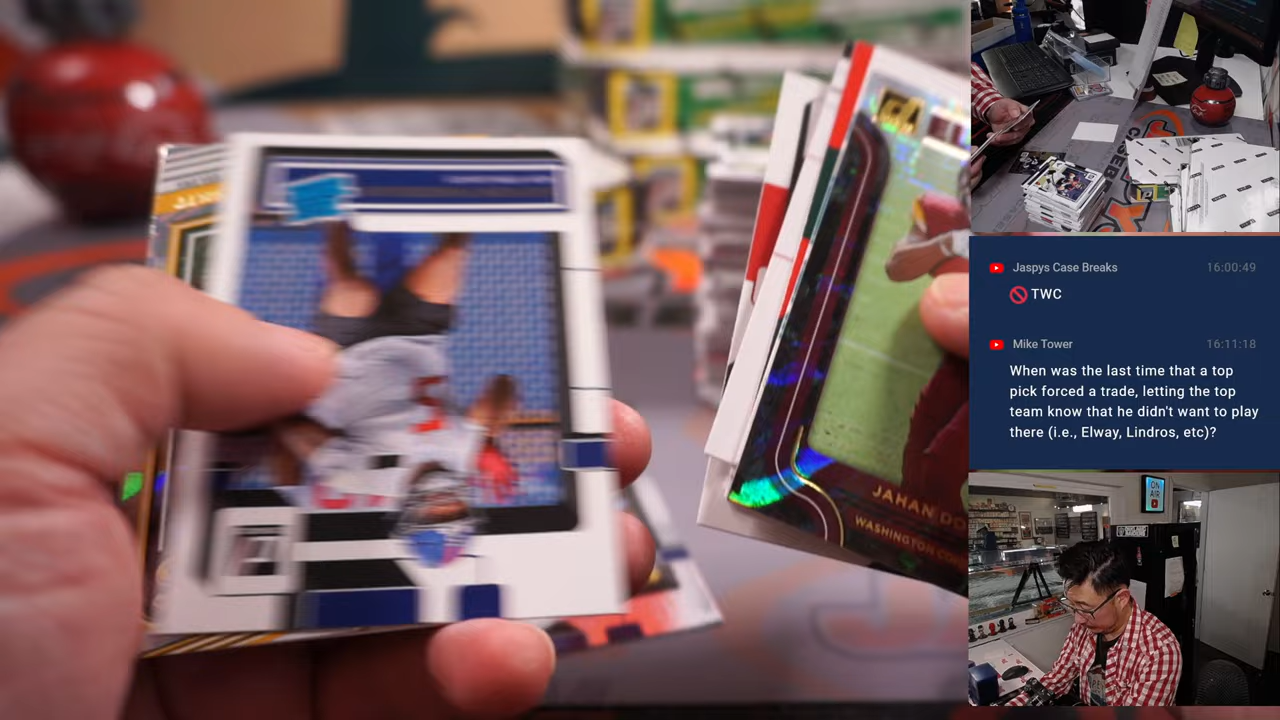 JAHAN DO
WASHINGTON CO
ON
AIR
Jaspys Case Breaks 16:00:49
🚫 TWC
Mike Tower 16:11:18
When was the last time that a top
pick forced a trade, letting the top
team know that he didn't want to play
there (i.e., Elway, Lindros, etc)?